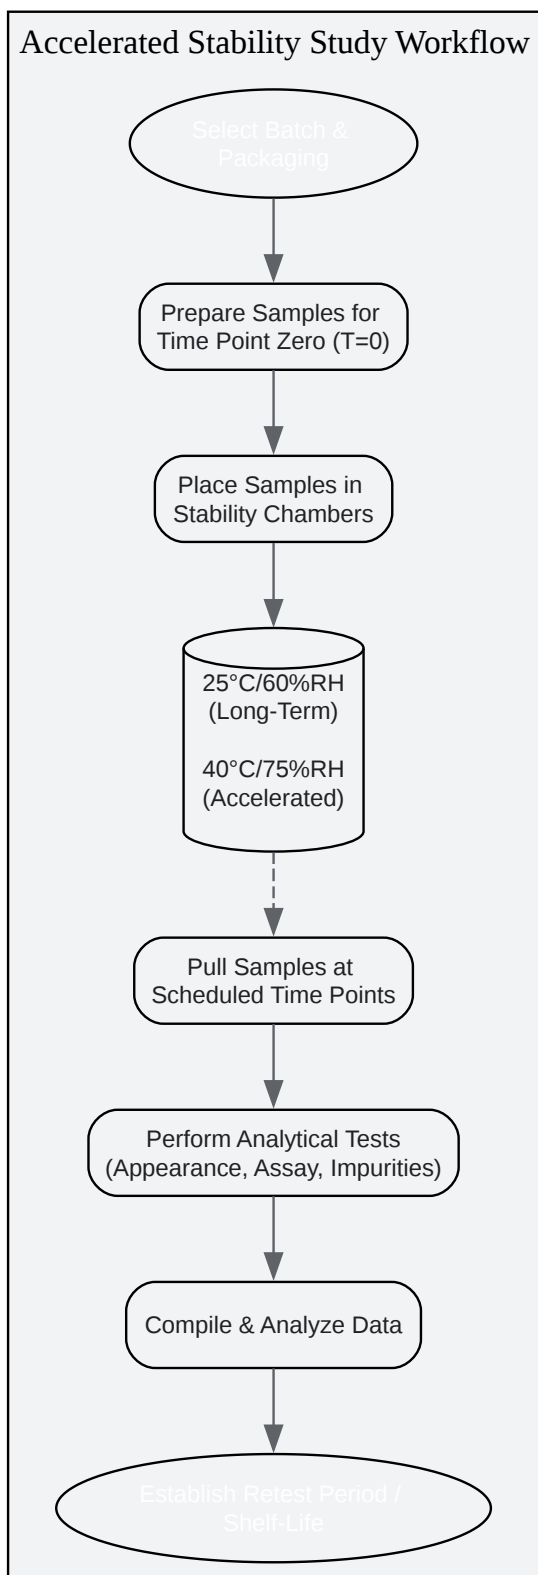 Accelerated Stability Study Workflow
Select Batch &
Packaging
Prepare Samples for
Time Point Zero (T=0)
Place Samples in
Stability Chambers
25°C/60%RH
(Long-Term)
40°C/75%RH
(Accelerated)
Pull Samples at
Scheduled Time Points
Perform Analytical Tests
(Appearance, Assay, Impurities)
Compile & Analyze Data
Establish Retest Period /
Shelf-Life